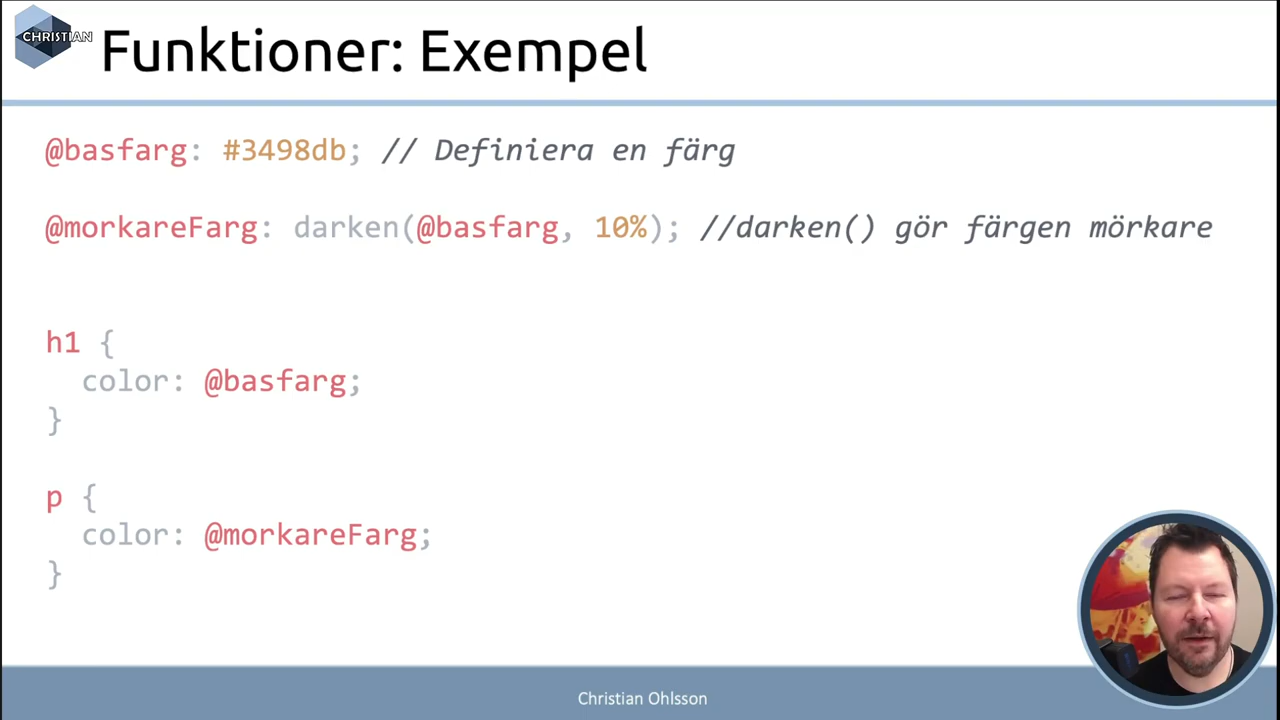 CHRISTIAN
Funktioner: Exempel
@basfarg: #3498db; // Definiera en färg
@morkareFarg: darken(@basfarg, 10%); //darken() gör färgen mörkare
h1 {
  color: @basfarg;
}
p {
  color: @morkareFarg;
}
Christian Ohlsson